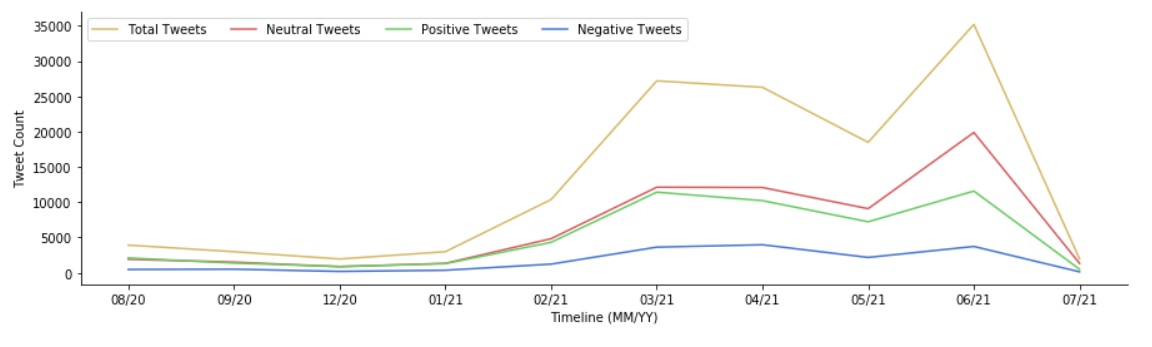 Total Tweets Neutral Tweets Positive Tweets Negative Tweets
Tweet Count
35000
30000
25000
20000
15000
10000
5000
0
08/20 09/20 12/20 01/21 02/21 03/21 04/21 05/21 06/21 07/21
Timeline (MM/YY)